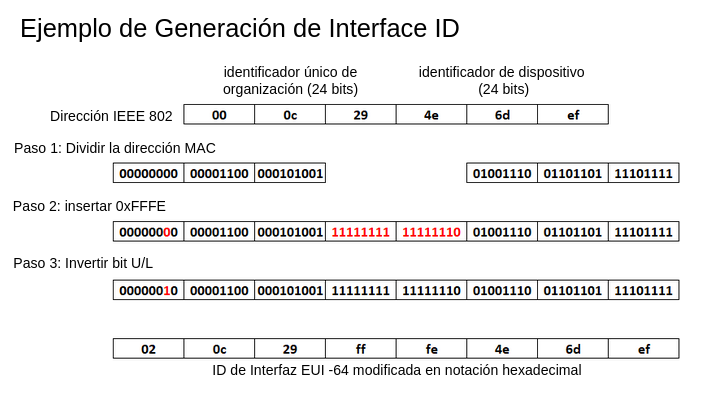 Ejemplo de Generación de Interface ID
identificador único de
organización (24 bits)
identificador de dispositivo
(24 bits)
Dirección IEEE 802 00 0c 29 4e 6d ef
Paso 1: Dividir la dirección MAC
00000000 00001100 000101001 01001110 01101101 11101111
Paso 2: insertar 0xFFFE
00000000 00001100 000101001 11111111 11111110 01001110 01101101 11101111
Paso 3: Invertir bit U/L
00000010 00001100 000101001 11111111 11111110 01001110 01101101 11101111
02 0c 29 ff fe 4e 6d ef
ID de Interfaz EUI -64 modificada en notación hexadecimal